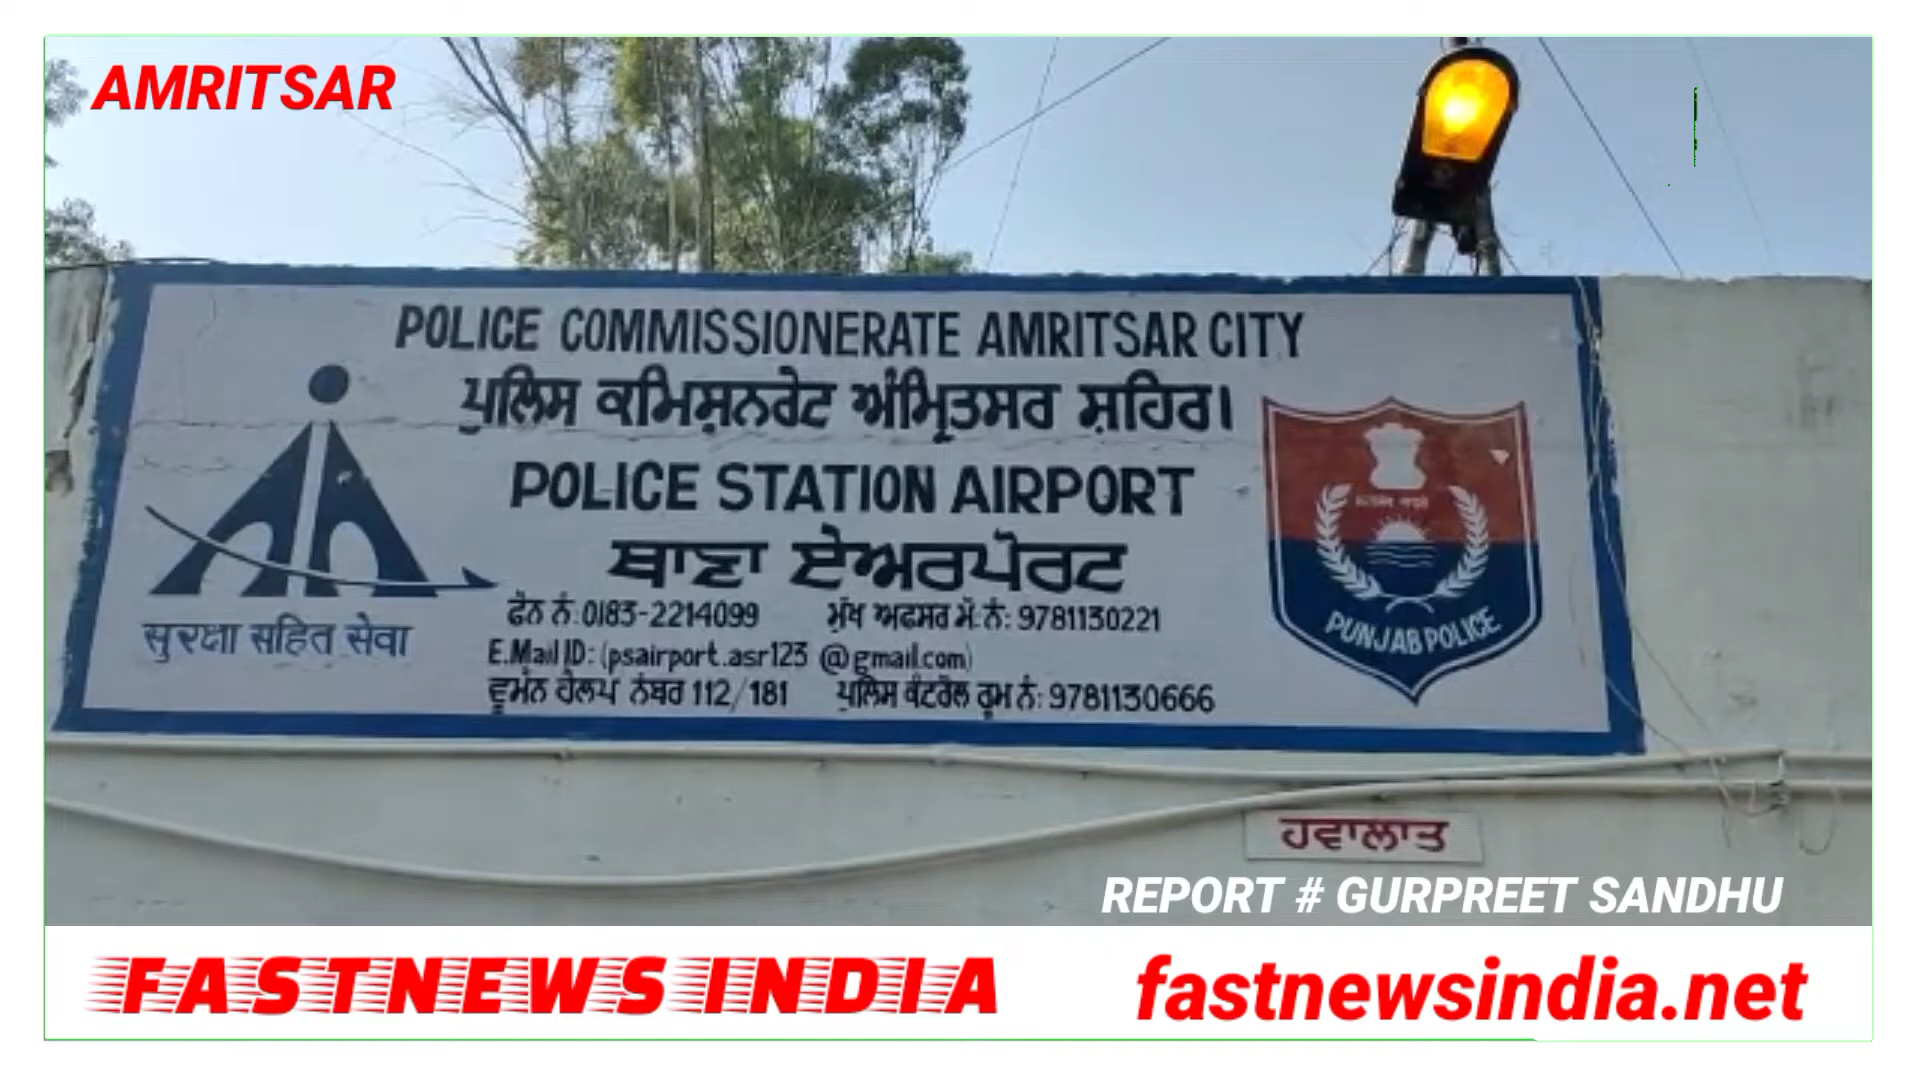 AMRITSAR
POLICE COMMISSIONERATE AMRITSAR CITY
ਪੁਲਿਸ ਕਮਿਸ਼ਨਰੇਟ ਅੰਮ੍ਰਿਤਸਰ ਸ਼ਹਿਰ।
POLICE STATION AIRPORT
ਥਾਣਾ ਏਅਰਪੋਰਟ
ਫੋਨ ਨੰ: 0183-2214099 ਮੁੱਖ ਅਫਸਰ ਮੋ: ਨੰ: 9781130221
E.Mail ID: (psairport.asr123 @gmail.com)
ਵੂਮੈਨ ਹੈਲਪ ਨੰਬਰ 112/181 ਪੁਲਿਸ ਕੰਟਰੋਲ ਰੂਮ ਨੰ: 9781130666
सुरक्षा सहित सेवा
PUNJAB POLICE
ਹਵਾਲਾਤ
REPORT # GURPREET SANDHU
FASTNEWS INDIA
fastnewsindia.net